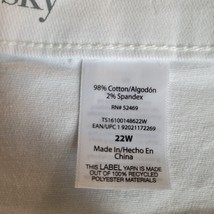 sky
98% Cotton/Algodón
2% Spandex
RN# 52469
TS16100148622W
EAN/UPC 1 92021172269
22W
Made In/Hecho En
China
THIS LABEL YARN IS MADE
OUT OF 100% RECYCLED
POLYESTER MATERIALS